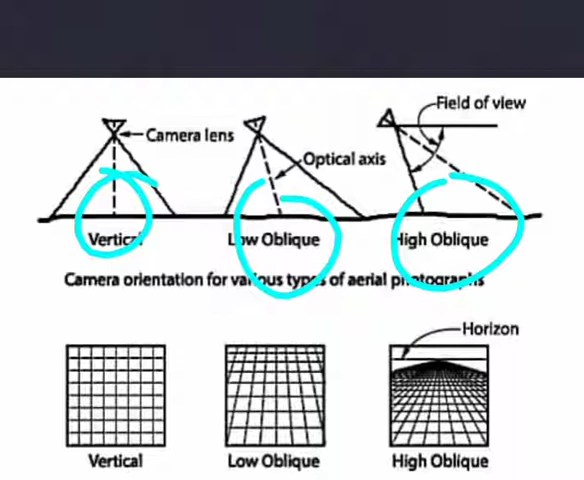 Field of view
Camera lens
Optical axis
Vertical Low Oblique High Oblique
Camera orientation for various types of aerial photographs
Horizon
Vertical Low Oblique High Oblique